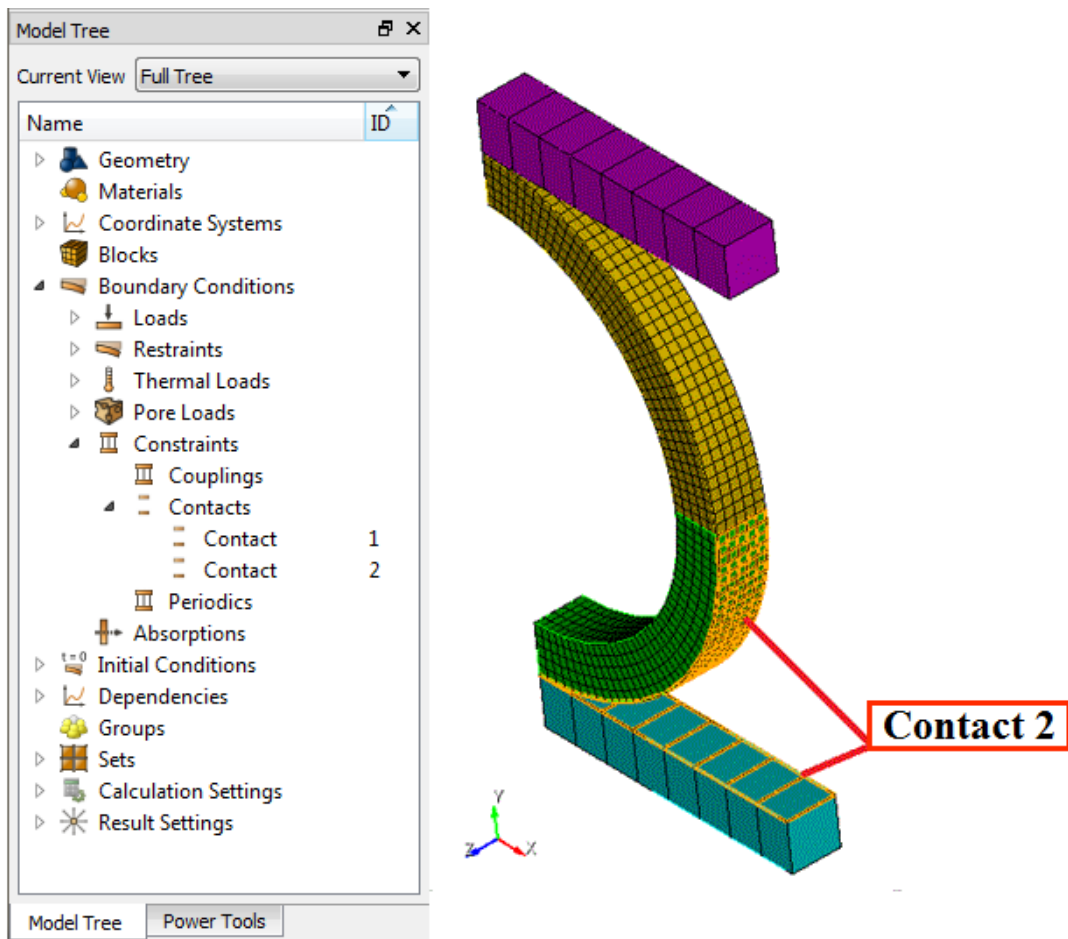 Model Tree
Current View Full Tree
Name ID
Geometry
Materials
Coordinate Systems
Blocks
Boundary Conditions
Loads
Restraints
Thermal Loads
Pore Loads
Constraints
Couplings
Contacts
Contact 1
Contact 2
Periodics
Absorptions
t=0 Initial Conditions
Dependencies
Groups
Sets
Calculation Settings
Result Settings
Model Tree Power Tools
Contact 2
Y
Z X